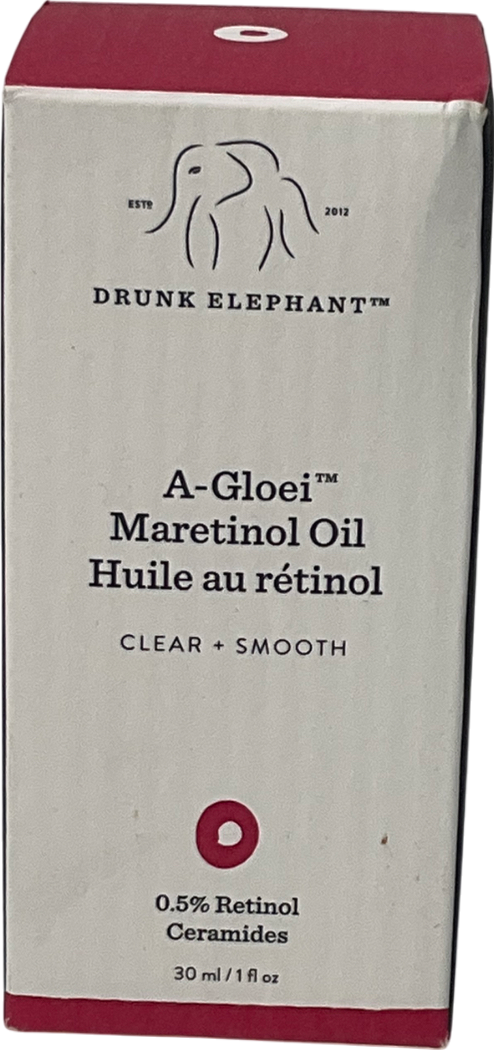 ESTD 2012
DRUNK ELEPHANT™
A-Gloei™
Maretinol Oil
Huile au rétinol
CLEAR + SMOOTH
0.5% Retinol
Ceramides
30 ml / 1 fl oz